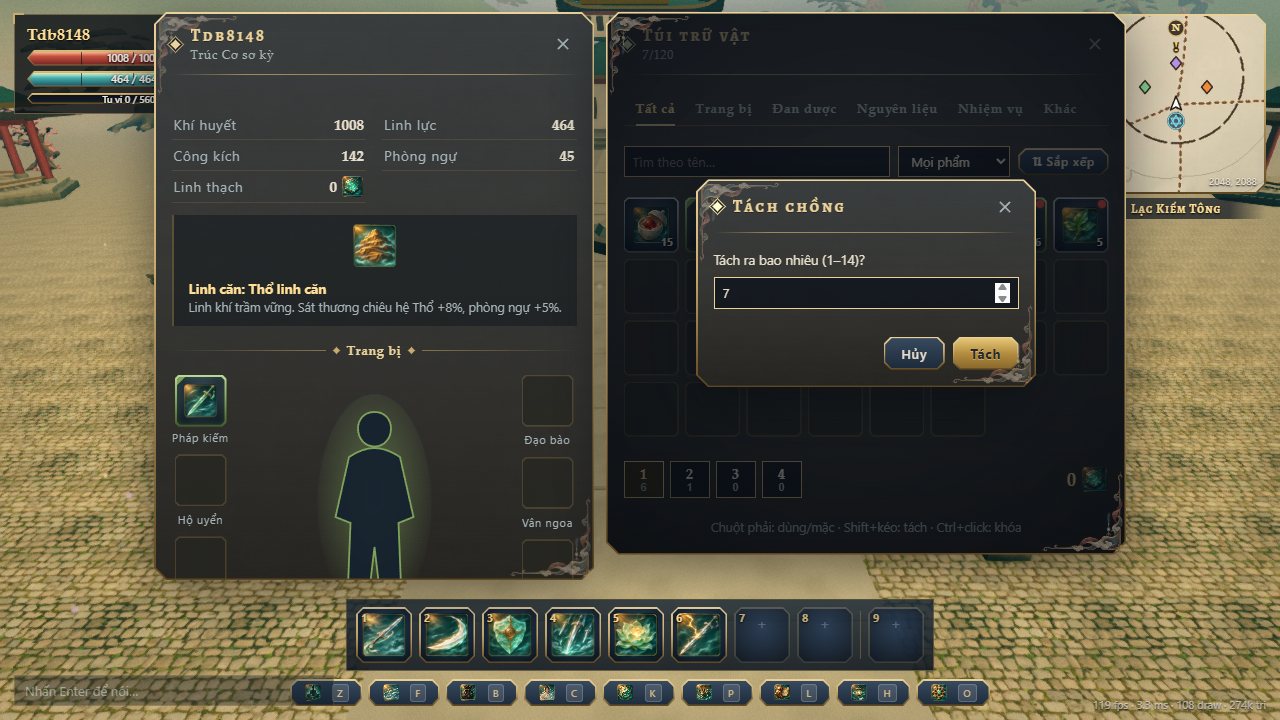 Tdb8148
1008 / 100
464 / 464
Tu vi 0 / 560
Tdb8148
Trúc Cơ sơ kỳ
Khí huyết 1008 Linh lực 464
Công kích 142 Phòng ngự 45
Linh thạch 0
Linh căn: Thổ linh căn
Linh khí trầm vững. Sát thương chiêu hệ Thổ +8%, phòng ngự +5%.
Trang bị
Pháp kiếm
Đạo bào
Hộ uyển
Vân ngoa
Túi trữ vật
7/120
Tất cả Trang bị Đan dược Nguyên liệu Nhiệm vụ Khác
Tìm theo tên... Mọi phẩm Sắp xếp
15
6
5
Tách chồng
Tách ra bao nhiêu (1–14)?
7
Hủy Tách
1 2 3 4
6 1 0 0
0
Chuột phải: dùng/mặc · Shift+kéo: tách · Ctrl+click: khóa
N
2048, 2088
Lạc Kiếm Tông
1 2 3 4 5 6 7 8 9
+ + +
Nhấn Enter để nói...
Z F B C K P L H O
119 fps · 3.3 ms · 108 draw · 274k tri